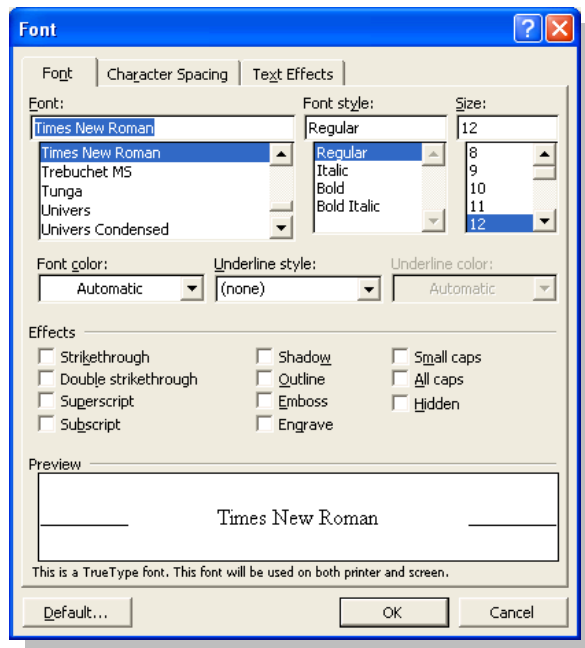 Font
Font Character Spacing Text Effects
Font: Font style: Size:
Times New Roman Regular 12
Times New Roman Regular 8
Trebuchet MS Italic 9
Tunga Bold 10
Univers Bold Italic 11
Univers Condensed 12
Font color: Underline style: Underline color:
Automatic (none) Automatic
Effects
Strikethrough Shadow Small caps
Double strikethrough Outline All caps
Superscript Emboss Hidden
Subscript Engrave
Preview
Times New Roman
This is a TrueType font. This font will be used on both printer and screen.
Default... OK Cancel